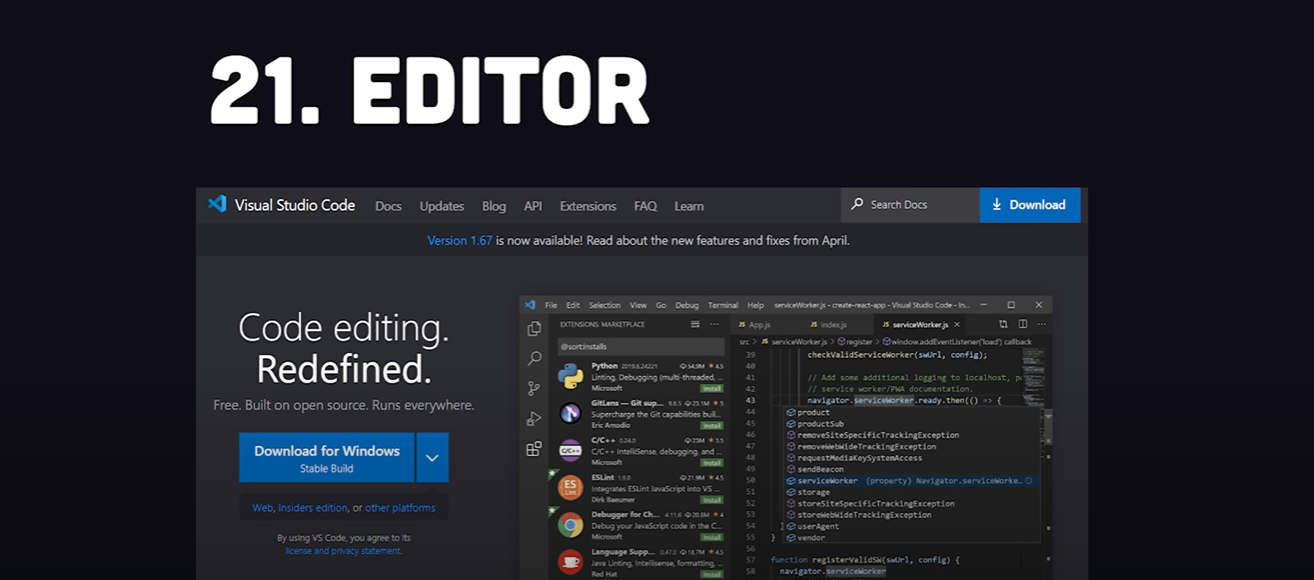 21. EDITOR
Visual Studio Code Docs Updates Blog API Extensions FAQ Learn Search Docs Download
Version 1.67 is now available! Read about the new features and fixes from April.
Code editing.
Redefined.
Free. Built on open source. Runs everywhere.
Download for Windows
Stable Build
Web, Insiders edition, or other platforms
By using VS Code, you agree to its
license and privacy statement.
File Edit Selection View Go Debug Terminal Help serviceWorker.js - create-react-app - Visual Studio Code - In...
EXTENSIONS: MARKETPLACE
@sort:installs
Python 2019.6.24221 54.9M 4.5
Linting, Debugging (multi-threaded, ...
Microsoft Install
GitLens — Git sup... 9.8.5 23.1M 5
Supercharge the Git capabilities buil...
Eric Amodio Install
C/C++ 0.24.0 23M 3.5
C/C++ IntelliSense, debugging, and ...
Microsoft Install
ESLint 1.9.0 21.9M 4.5
Integrates ESLint JavaScript into VS ...
Dirk Baeumer Install
Debugger for Ch... 4.11.6 20.6M 4
Debug your JavaScript code in the C...
Microsoft Install
Language Supp... 0.47.0 18.7M 4.5
Java Linting, Intellisense, formatting, ...
Red Hat Install
JS App.js JS index.js JS serviceWorker.js
src > JS serviceWorker.js > register > window.addEventListener('load') callback
39 checkValidServiceWorker(swUrl, config);
40
41 // Add some additional logging to localhost, p
42 // service worker/PWA documentation.
43 navigator.serviceWorker.ready.then(() => {
44 product
45 productSub
46 removeSiteSpecificTrackingException
47 removeWebWideTrackingException
48 requestMediaKeySystemAccess
49 sendBeacon
50 serviceWorker (property) Navigator.serviceWorke...
51 storage
52 storeSiteSpecificTrackingException
53 storeWebWideTrackingException
54 } userAgent
55 } vendor
56
57 function registerValidSW(swUrl, config) {
58 navigator.serviceWorker